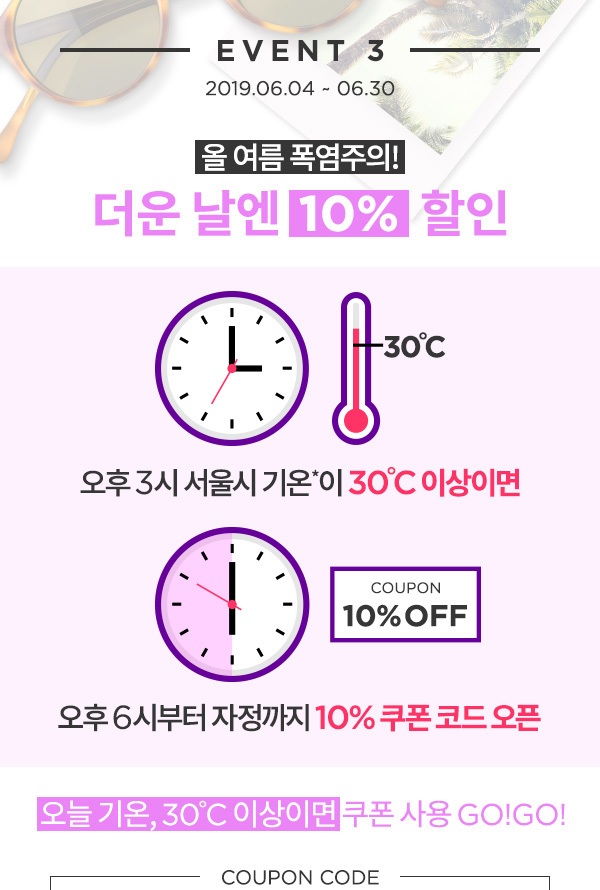 EVENT 3
2019.06.04 ~ 06.30
올 여름 폭염주의!
더운 날엔 10% 할인
30°C
오후 3시 서울시 기온*이 30°C 이상이면
COUPON
10% OFF
오후 6시부터 자정까지 10% 쿠폰 코드 오픈
오늘 기온, 30°C 이상이면 쿠폰 사용 GO!GO!
COUPON CODE